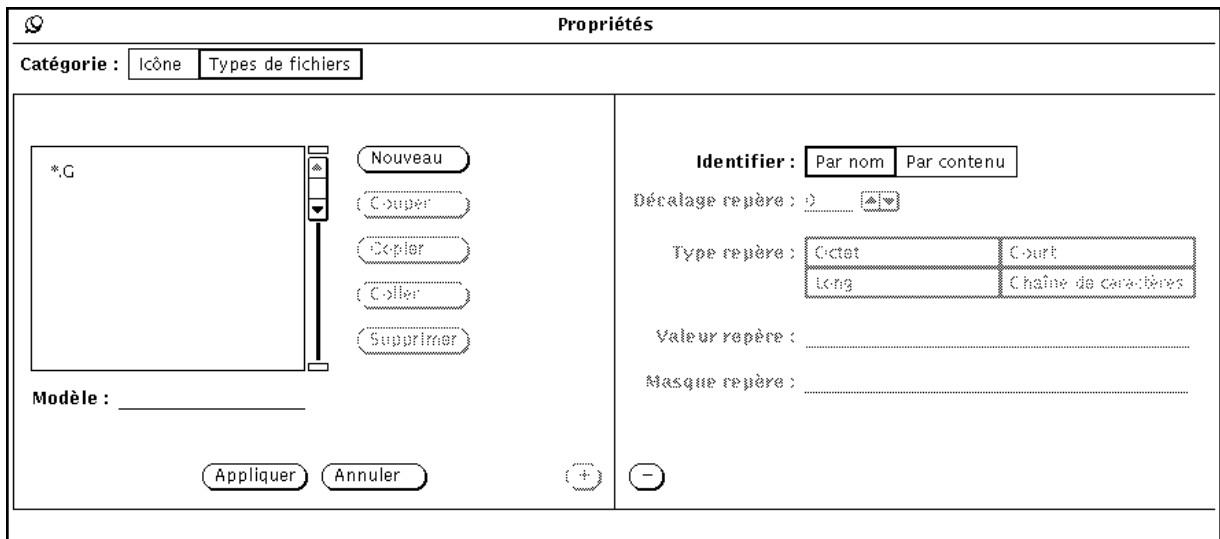 Propriétés
Catégorie : Icône Types de fichiers
*.G
Nouveau
Couper
Copier
Coller
Supprimer
Modèle :
Appliquer Annuler
+
Identifier : Par nom Par contenu
Décalage repère : 0
Type repère : Octet Court
Long Chaîne de caractères
Valeur repère :
Masque repère :
−